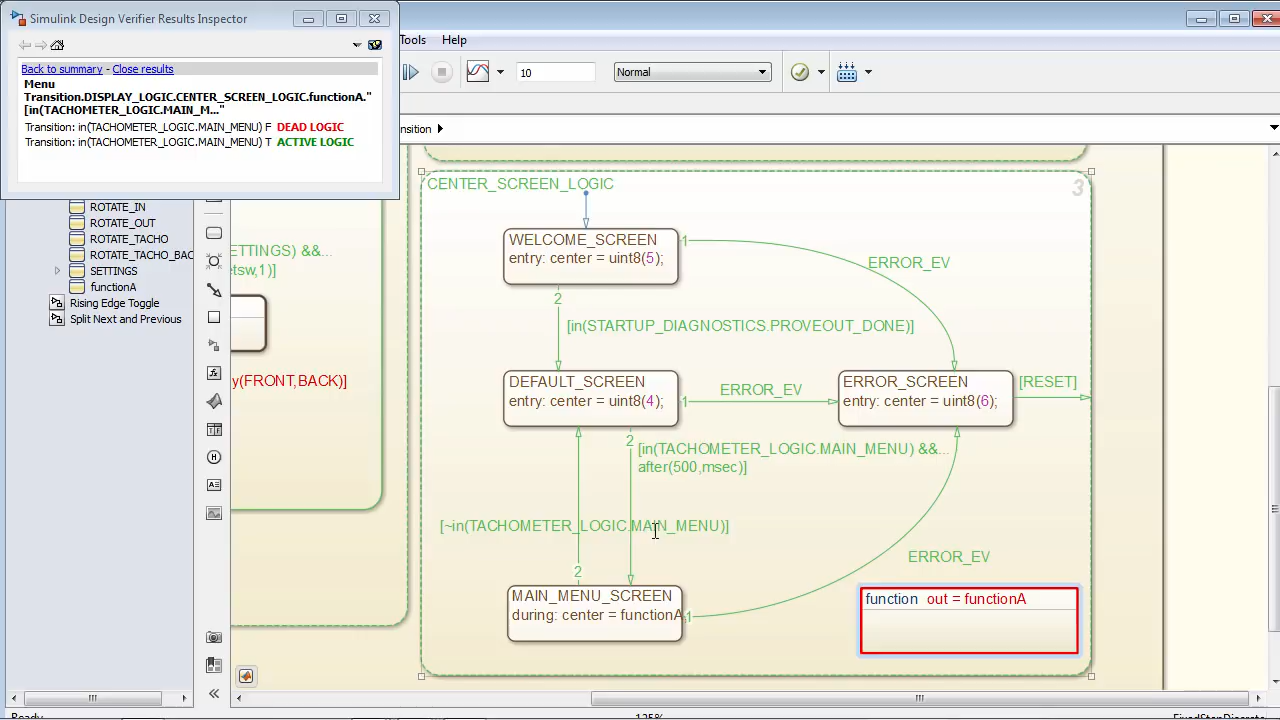 Simulink Design Verifier Results Inspector
Tools Help
Back to summary - Close results
Menu
Transition.DISPLAY_LOGIC.CENTER_SCREEN_LOGIC.functionA."
[in(TACHOMETER_LOGIC.MAIN_M..."
Transition: in(TACHOMETER_LOGIC.MAIN_MENU) F DEAD LOGIC
Transition: in(TACHOMETER_LOGIC.MAIN_MENU) T ACTIVE LOGIC
10
Normal
nsition
ROTATE_IN
ROTATE_OUT
ROTATE_TACHO
ROTATE_TACHO_BAC
SETTINGS
functionA
Rising Edge Toggle
Split Next and Previous
ETTINGS) &&...
etsw,1)]
y(FRONT,BACK)]
CENTER_SCREEN_LOGIC
3
WELCOME_SCREEN
entry: center = uint8(5);
1
ERROR_EV
2
[in(STARTUP_DIAGNOSTICS.PROVEOUT_DONE)]
DEFAULT_SCREEN
entry: center = uint8(4);
1
ERROR_EV
ERROR_SCREEN
entry: center = uint8(6);
[RESET]
2
[in(TACHOMETER_LOGIC.MAIN_MENU) &&...
after(500,msec)]
[~in(TACHOMETER_LOGIC.MAIN_MENU)]
2
ERROR_EV
MAIN_MENU_SCREEN
during: center = functionA
1
function out = functionA
Ready
125%
FixedStepDiscrete